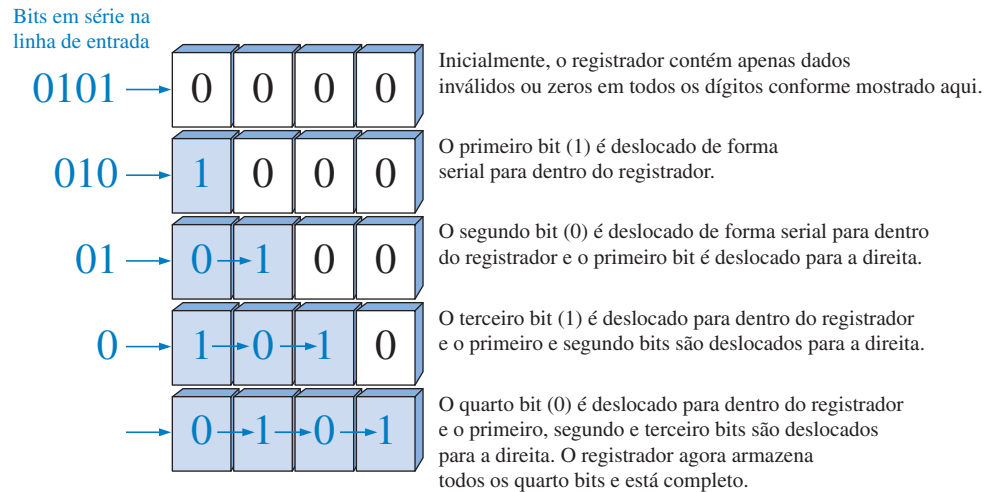 Bits em série na
linha de entrada
0101 0 0 0 0
Inicialmente, o registrador contém apenas dados
inválidos ou zeros em todos os dígitos conforme mostrado aqui.
010 1 0 0 0
O primeiro bit (1) é deslocado de forma
serial para dentro do registrador.
01 0 1 0 0
O segundo bit (0) é deslocado de forma serial para dentro
do registrador e o primeiro bit é deslocado para a direita.
0 1 0 1 0
O terceiro bit (1) é deslocado para dentro do registrador
e o primeiro e segundo bits são deslocados para a direita.
0 1 0 1
O quarto bit (0) é deslocado para dentro do registrador
e o primeiro, segundo e terceiro bits são deslocados
para a direita. O registrador agora armazena
todos os quarto bits e está completo.